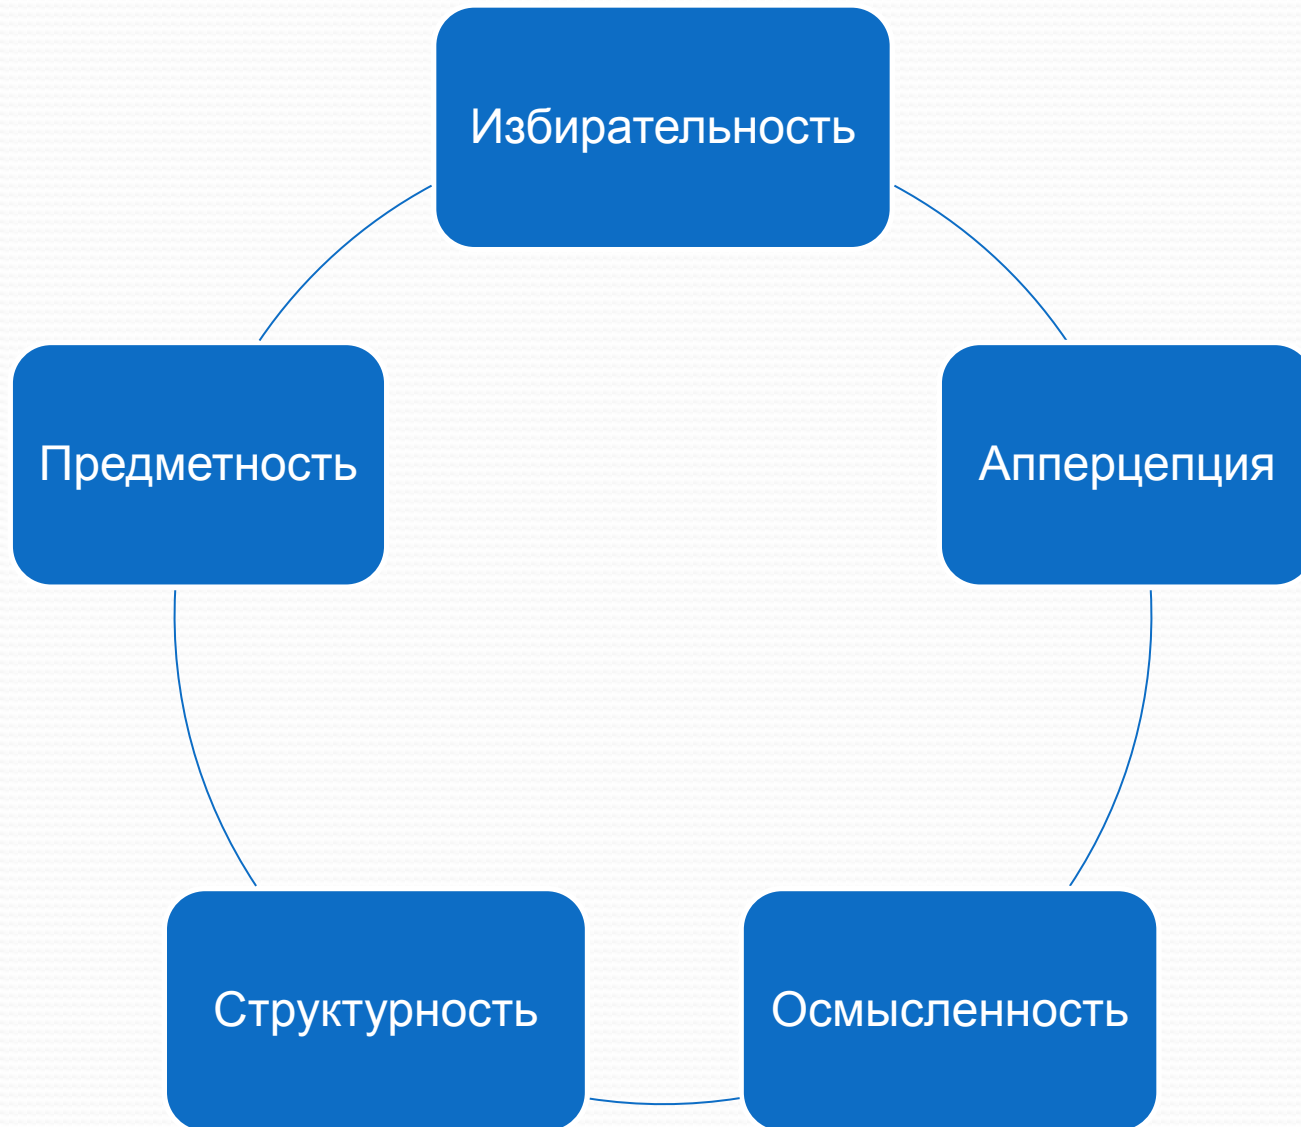 Избирательность
Предметность
Апперцепция
Структурность
Осмысленность